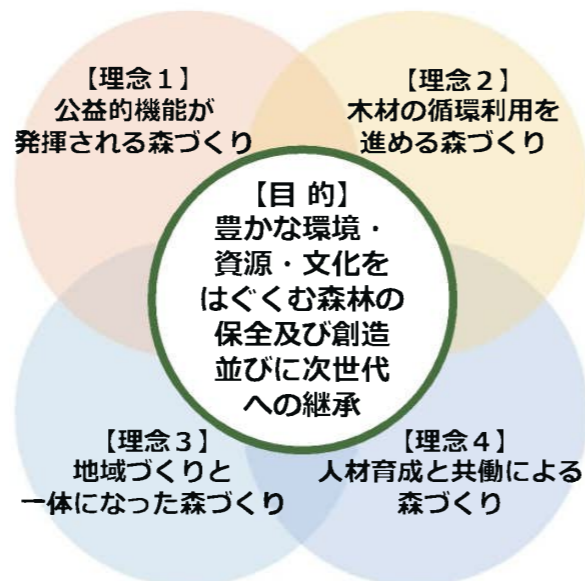 【理念１】
公益的機能が
発揮される森づくり
【理念２】
木材の循環利用を
進める森づくり
【目 的】
豊かな環境・
資源・文化を
はぐくむ森林の
保全及び創造
並びに次世代
への継承
【理念３】
地域づくりと
一体になった森づくり
【理念４】
人材育成と共働による
森づくり